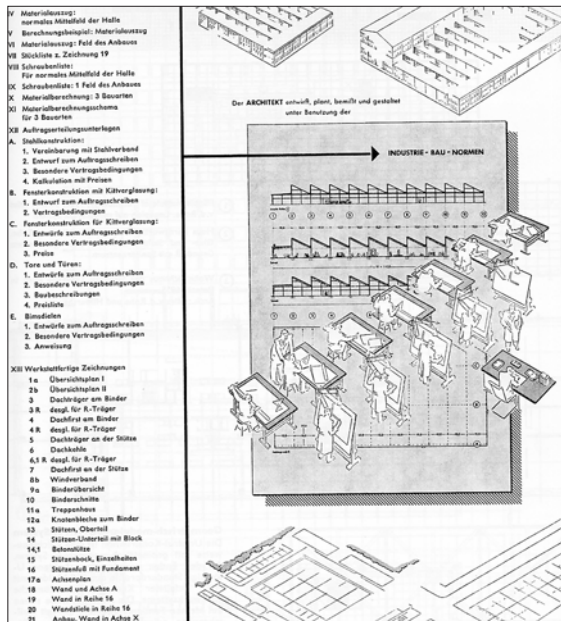 IV Materialauszug:
normales Mittelfeld der Halle
V Berechnungsbeispiel: Materialauszug
VI Materialauszug: Feld des Anbaues
VII Stückliste z. Zeichnung 19
VIII Schraubenliste:
Für normales Mittelfeld der Halle
IX Schraubenliste: 1 Feld des Anbaues
X Materialberechnung: 3 Bauarten
XI Materialberechnungsschema
für 3 Bauarten
XII Auftragserteilungsunterlagen
A. Stahlkonstruktion:
1. Vereinbarung mit Stahlverband
2. Entwurf zum Auftragsschreiben
3. Besondere Vertragsbedingungen
4. Kalkulation mit Preisen
B. Fensterkonstruktion mit Kittverglasung:
1. Entwurf zum Auftragsschreiben
2. Vertragsbedingungen
C. Fensterkonstruktion für Kittverglasung:
1. Entwürfe zum Auftragsschreiben
2. Besondere Vertragsbedingungen
3. Preise
D. Tore und Türen:
1. Entwürfe zum Auftragsschreiben
2. Besondere Vertragsbedingungen
3. Baubeschreibungen
4. Preisliste
E. Bimsdielen
1. Entwürfe zum Auftragsschreiben
2. Besondere Vertragsbedingungen
3. Anweisung
XIII Werkstattfertige Zeichnungen
1a Übersichtsplan I
2b Übersichtsplan II
3 Dachträger am Binder
3 R desgl. für R.-Träger
4 Dachfirst am Binder
4 R desgl. für R.-Träger
5 Dachträger an der Stütze
6 Dachkehle
6,1 R desgl. für R.-Träger
7 Dachfirst an der Stütze
8b Windverband
9a Binderübersicht
10 Binderschnitte
11a Treppenhaus
12a Knotenbleche zum Binder
13 Stützen, Oberteil
14 Stützen-Unterteil mit Block
14,1 Betonstütze
15 Stützenbock, Einzelheiten
16 Stützenfuß mit Fundament
17a Achsenplan
18 Wand und Achse A
19 Wand in Reihe 16
20 Wandstiele in Reihe 16
21 Anbau, Wand in Achse X
Der ARCHITEKT entwirft, plant, bemißt und gestaltet
unter Benutzung der
INDUSTRIE - BAU - NORMEN